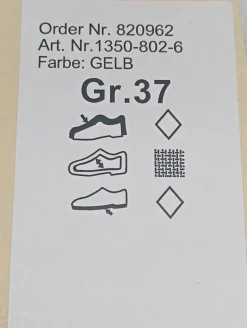 Order Nr. 820962
Art. Nr.1350-802-6
Farbe: GELB
Gr.37